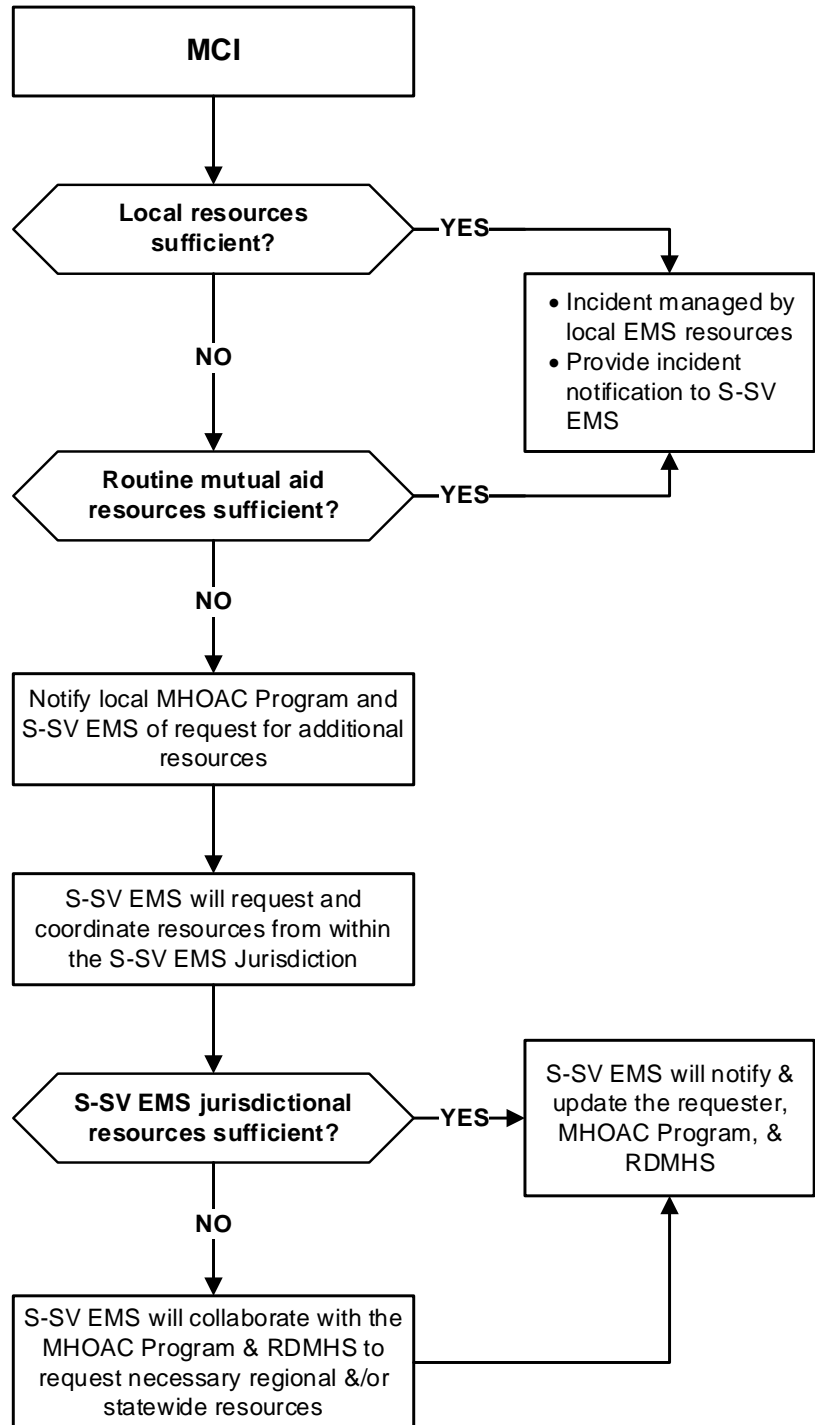 MCI
Local resources
sufficient?
YES
• Incident managed by
local EMS resources
• Provide incident
notification to S-SV
EMS
NO
Routine mutual aid
resources sufficient?
YES
NO
Notify local MHOAC Program and
S-SV EMS of request for additional
resources
S-SV EMS will request and
coordinate resources from within
the S-SV EMS Jurisdiction
S-SV EMS jurisdictional
resources sufficient?
YES
S-SV EMS will notify &
update the requester,
MHOAC Program, &
RDMHS
NO
S-SV EMS will collaborate with the
MHOAC Program & RDMHS to
request necessary regional &/or
statewide resources